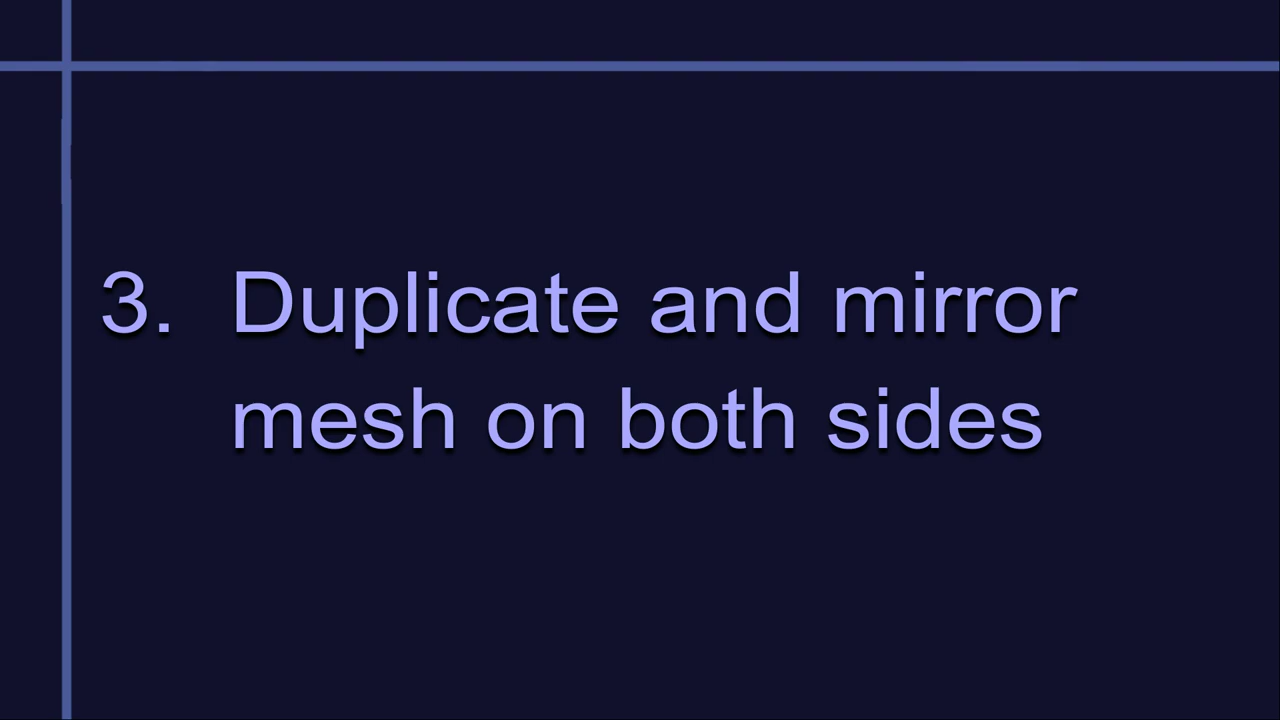 3. Duplicate and mirror
mesh on both sides